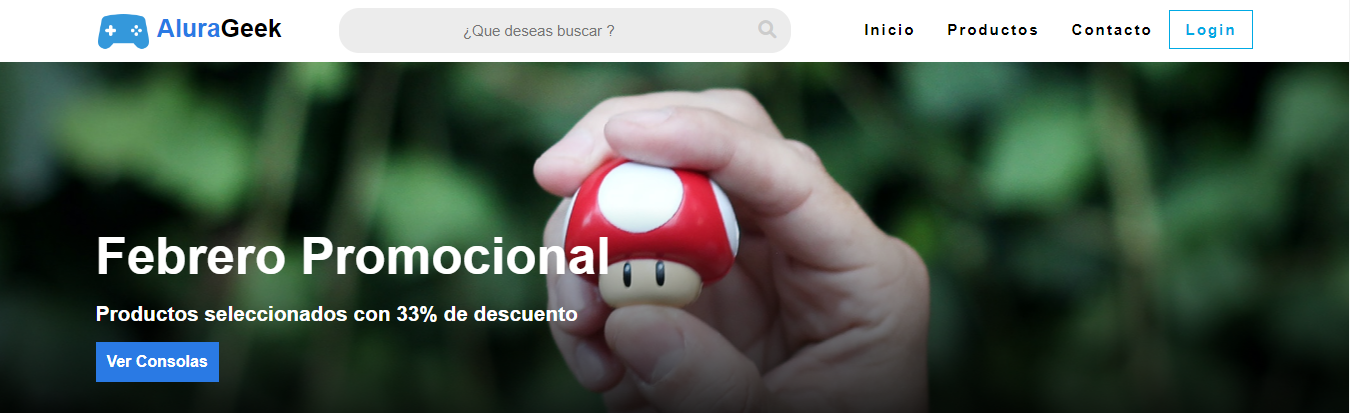 AluraGeek
¿Que deseas buscar ?
Inicio
Productos
Contacto
Login
Febrero Promocional
Productos seleccionados con 33% de descuento
Ver Consolas